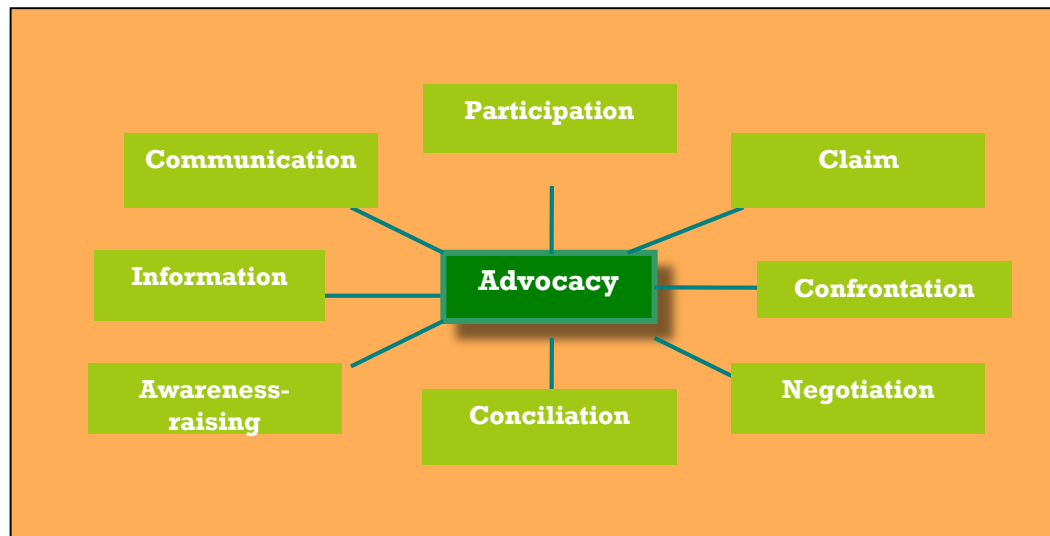 Participation
Communication
Claim
Information
Advocacy
Confrontation
Awareness-
raising
Conciliation
Negotiation